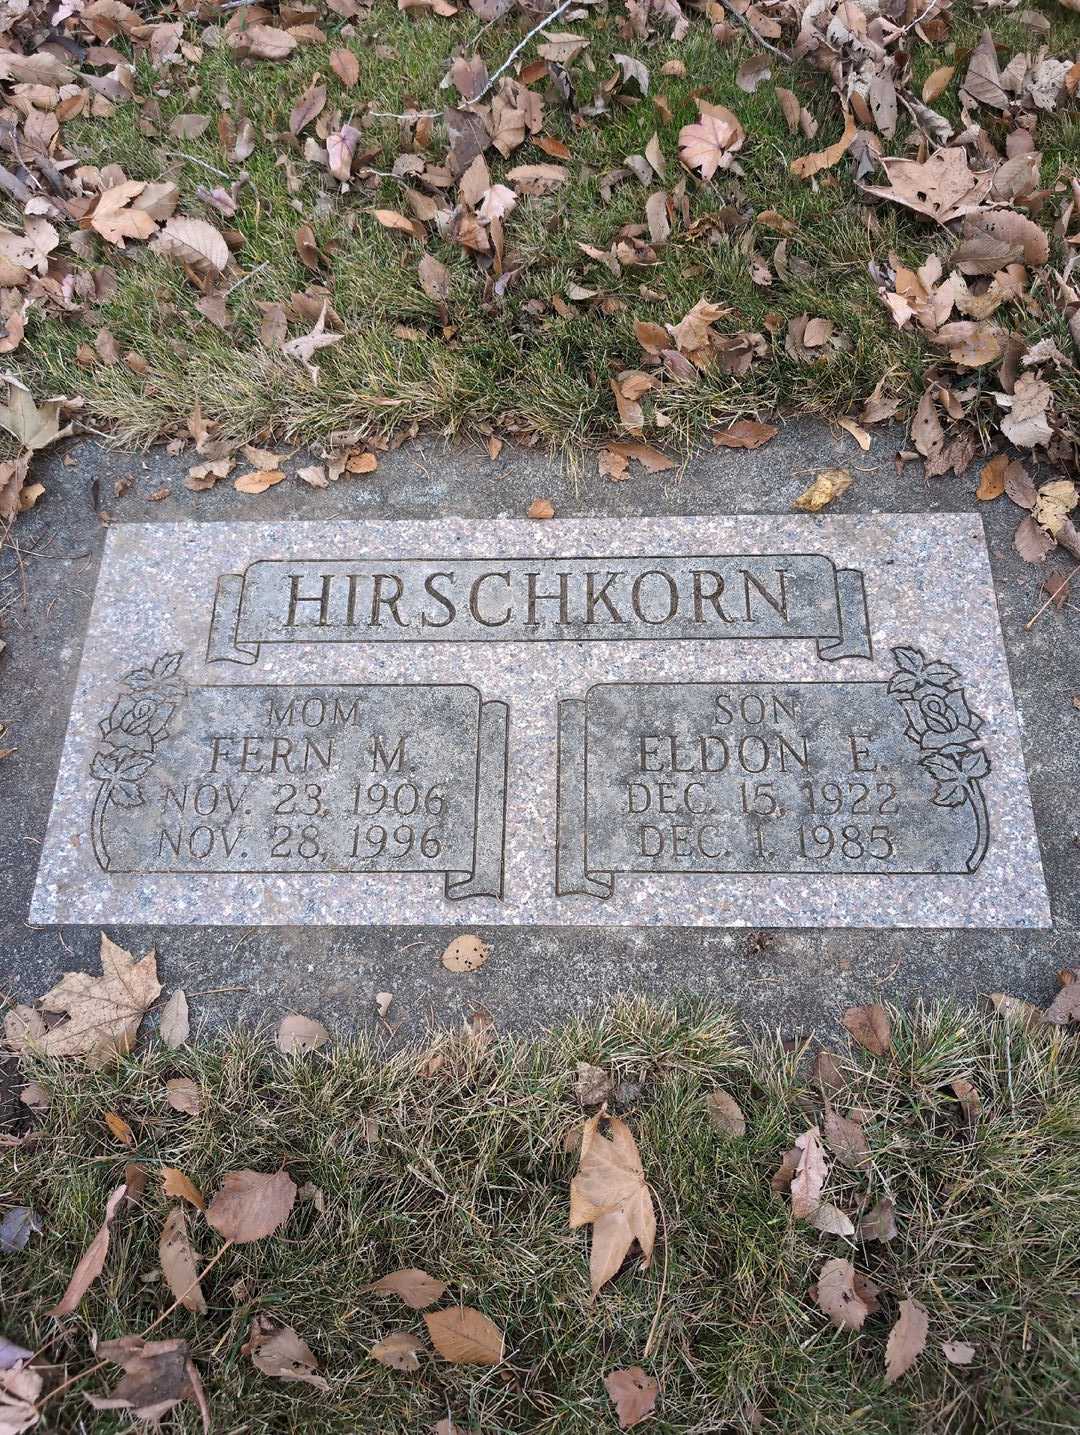 HIRSCHKORN
MOM
FERN M.
NOV. 23, 1906
NOV. 28, 1996
SON
ELDON E.
DEC. 15, 1922
DEC. 1, 1985